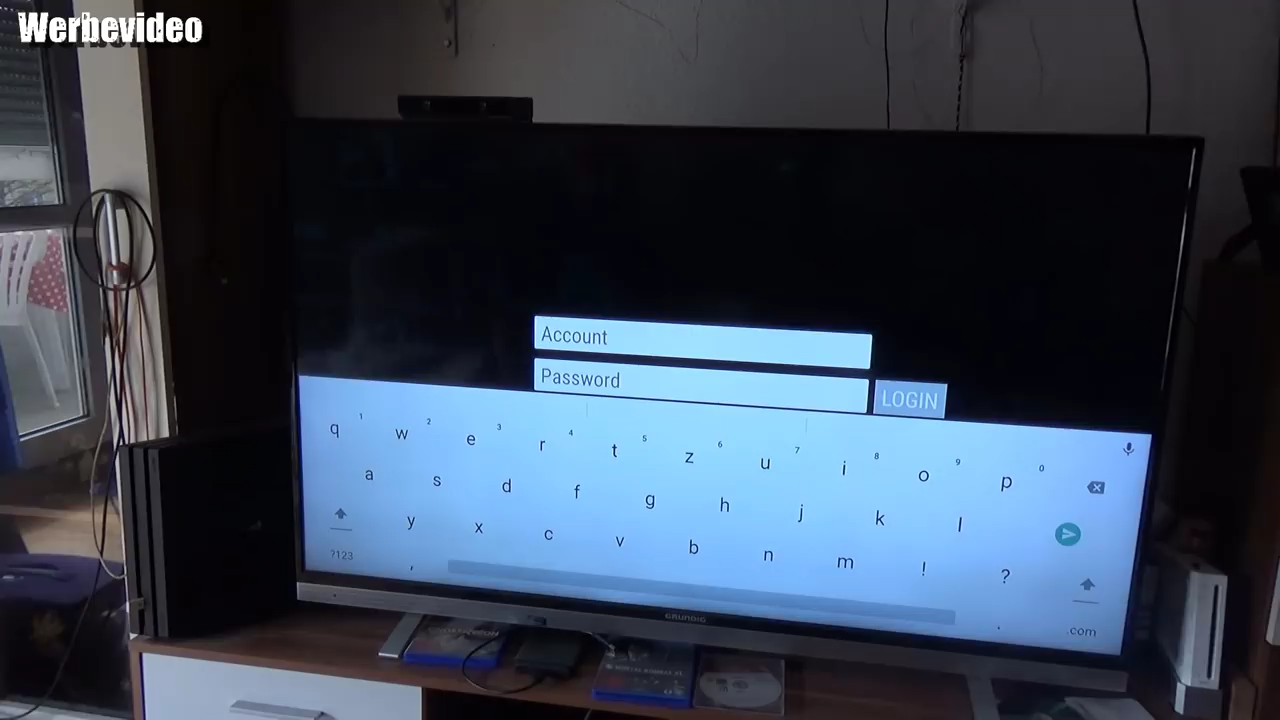 Werbevideo
Account
Password
LOGIN
1 2 3 4 5 6 7 8 9 0
q w e r t z u i o p
a s d f g h j k l
y x c v b n m ! ?
?123 , . .com
GRUNDIG